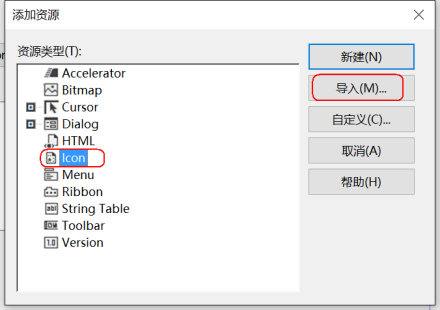 添加资源
资源类型(T):
Accelerator
Bitmap
Cursor
Dialog
HTML
Icon
Menu
Ribbon
String Table
Toolbar
Version
新建(N)
导入(M)...
自定义(C)...
取消(A)
帮助(H)